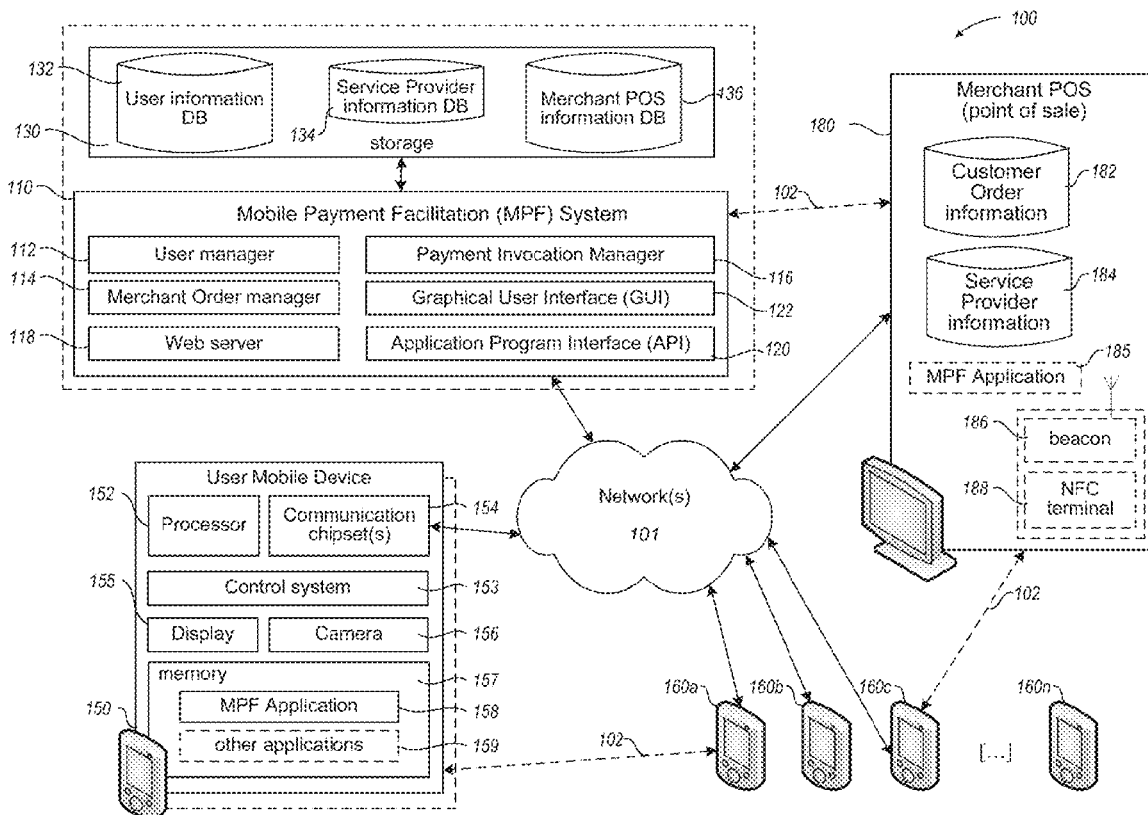 100
132
User information
DB
Service Provider
information DB
134
Merchant POS
information DB
136
130
storage
110
Mobile Payment Facilitation (MPF) System
102
112
User manager
Payment Invocation Manager
116
114
Merchant Order manager
Graphical User Interface (GUI)
122
118
Web server
Application Program Interface (API)
120
Merchant POS
(point of sale)
180
Customer
Order
information
182
Service
Provider
information
184
185
MPF Application
186
beacon
188
NFC
terminal
User Mobile Device
152
Processor
Communication
chipset(s)
154
Network(s)
101
Control system
153
155
Display
Camera
156
memory
157
MPF Application
158
other applications
159
150
102
102
160a
160b
160c
160n
[...]